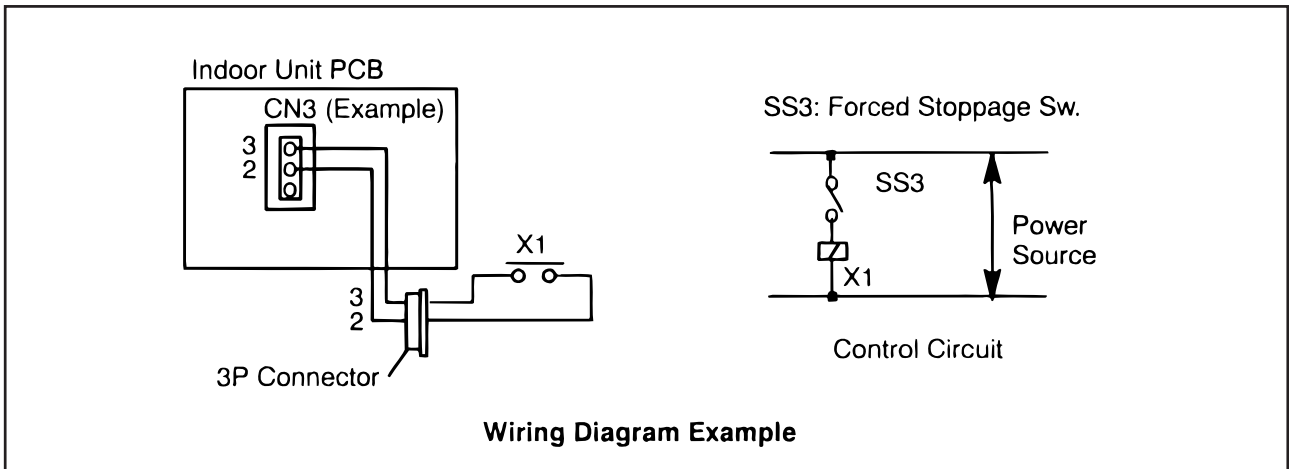 Indoor Unit PCB
CN3 (Example)
3
2
X1
3
2
3P Connector
SS3: Forced Stoppage Sw.
SS3
Power
Source
X1
Control Circuit
Wiring Diagram Example